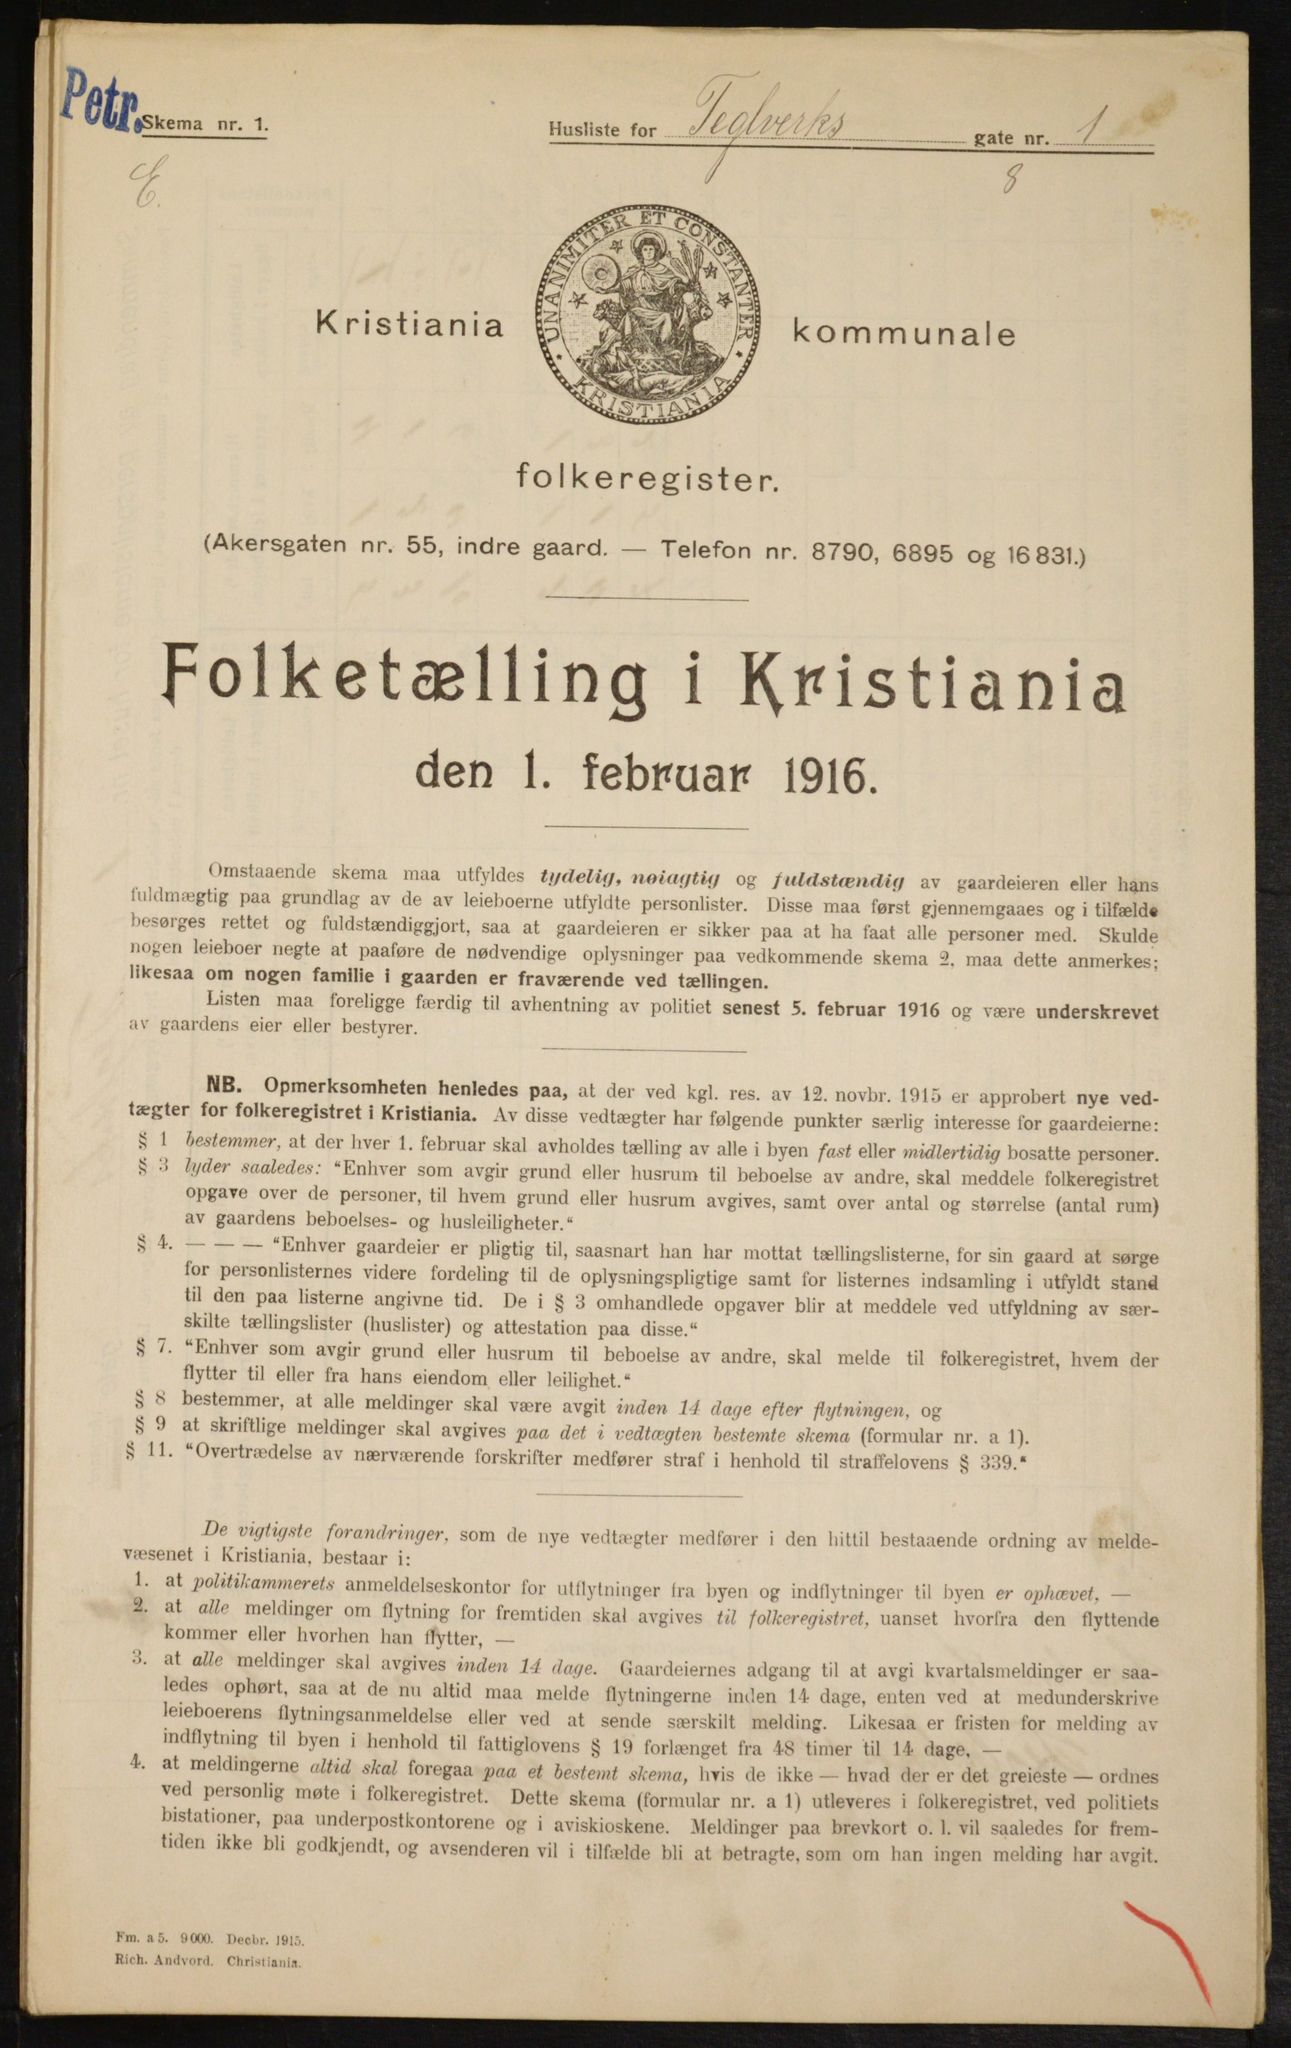 Petr.
Skema nr. 1.
Husliste for Teglverks gate nr. 1
E.
8
UNANIMITER ET CONSTANTER
KRISTIANIA
Kristiania kommunale
folkeregister.
(Akersgaten nr. 55, indre gaard. — Telefon nr. 8790, 6895 og 16 831.)
Folketælling i Kristiania
den 1. februar 1916.
Omstaaende skema maa utfyldes tydelig, nøiagtig og fuldstændig av gaardeieren eller hans
fuldmægtig paa grundlag av de av leieboerne utfyldte personlister. Disse maa først gjennemgaaes og i tilfælde
besørges rettet og fuldstændiggjort, saa at gaardeieren er sikker paa at ha faat alle personer med. Skulde
nogen leieboer negte at paaføre de nødvendige oplysninger paa vedkommende skema 2, maa dette anmerkes;
likesaa om nogen familie i gaarden er fraværende ved tællingen.
Listen maa foreligge færdig til avhentning av politiet senest 5. februar 1916 og være underskrevet
av gaardens eier eller bestyrer.
NB. Opmerksomheten henledes paa, at der ved kgl. res. av 12. novbr. 1915 er approbert nye ved-
tægter for folkeregistret i Kristiania. Av disse vedtægter har følgende punkter særlig interesse for gaardeierne:
§ 1 bestemmer, at der hver 1. februar skal avholdes tælling av alle i byen fast eller midlertidig bosatte personer.
§ 3 lyder saaledes: “Enhver som avgir grund eller husrum til beboelse av andre, skal meddele folkeregistret
opgave over de personer, til hvem grund eller husrum avgives, samt over antal og størrelse (antal rum)
av gaardens beboelses- og husleiligheter.“
§ 4. — — — “Enhver gaardeier er pligtig til, saasnart han har mottat tællingslisterne, for sin gaard at sørge
for personlisternes videre fordeling til de oplysningspligtige samt for listernes indsamling i utfyldt stand
til den paa listerne angivne tid. De i § 3 omhandlede opgaver blir at meddele ved utfyldning av sær-
skilte tællingslister (huslister) og attestation paa disse.“
§ 7. “Enhver som avgir grund eller husrum til beboelse av andre, skal melde til folkeregistret, hvem der
flytter til eller fra hans eiendom eller leilighet.“
§ 8 bestemmer, at alle meldinger skal være avgit inden 14 dage efter flytningen, og
§ 9 at skriftlige meldinger skal avgives paa det i vedtægten bestemte skema (formular nr. a 1).
§ 11. “Overtrædelse av nærværende forskrifter medfører straf i henhold til straffelovens § 339.“
De vigtigste forandringer, som de nye vedtægter medfører i den hittil bestaaende ordning av melde-
væsenet i Kristiania, bestaar i:
1. at politikammerets anmeldelseskontor for utflytninger fra byen og indflytninger til byen er ophævet, —
2. at alle meldinger om flytning for fremtiden skal avgives til folkeregistret, uanset hvorfra den flyttende
kommer eller hvorhen han flytter, —
3. at alle meldinger skal avgives inden 14 dage. Gaardeiernes adgang til at avgi kvartalsmeldinger er saa-
ledes ophørt, saa at de nu altid maa melde flytningerne inden 14 dage, enten ved at medunderskrive
leieboerens flytningsanmeldelse eller ved at sende særskilt melding. Likesaa er fristen for melding av
indflytning til byen i henhold til fattiglovens § 19 forlænget fra 48 timer til 14 dage, —
4. at meldingerne altid skal foregaa paa et bestemt skema, hvis de ikke — hvad der er det greieste — ordnes
ved personlig møte i folkeregistret. Dette skema (formular nr. a 1) utleveres i folkeregistret, ved politiets
bistationer, paa underpostkontorene og i aviskioskene. Meldinger paa brevkort o. l. vil saaledes for frem-
tiden ikke bli godkjendt, og avsenderen vil i tilfælde bli at betragte, som om han ingen melding har avgit.
Fm. a 5. 9 000. Decbr. 1915.
Rich. Andvord. Christiania.